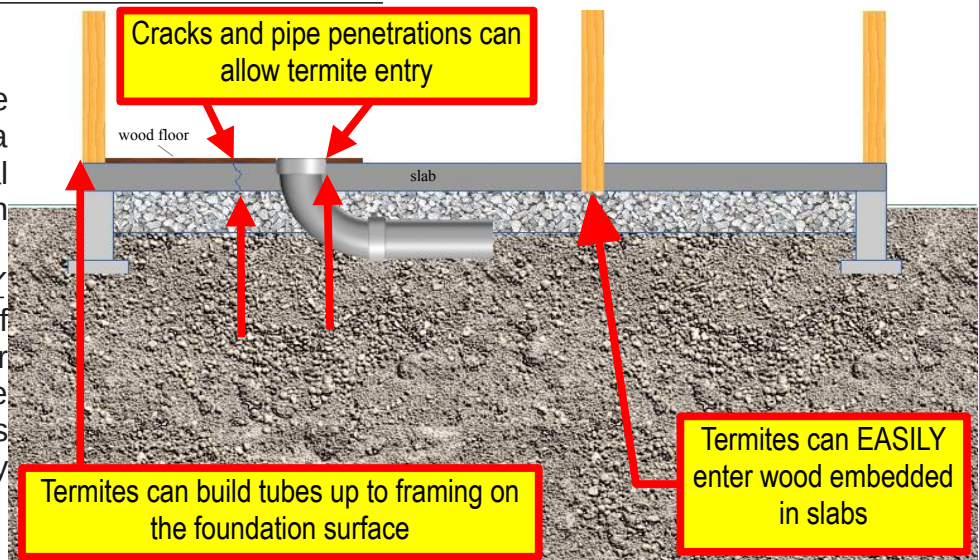 Cracks and pipe penetrations can
allow termite entry
e
a
wood floor
al
slab
n
Y
f
r
e
s
y
Termites can EASILY
enter wood embedded
in slabs
Termites can build tubes up to framing on
the foundation surface